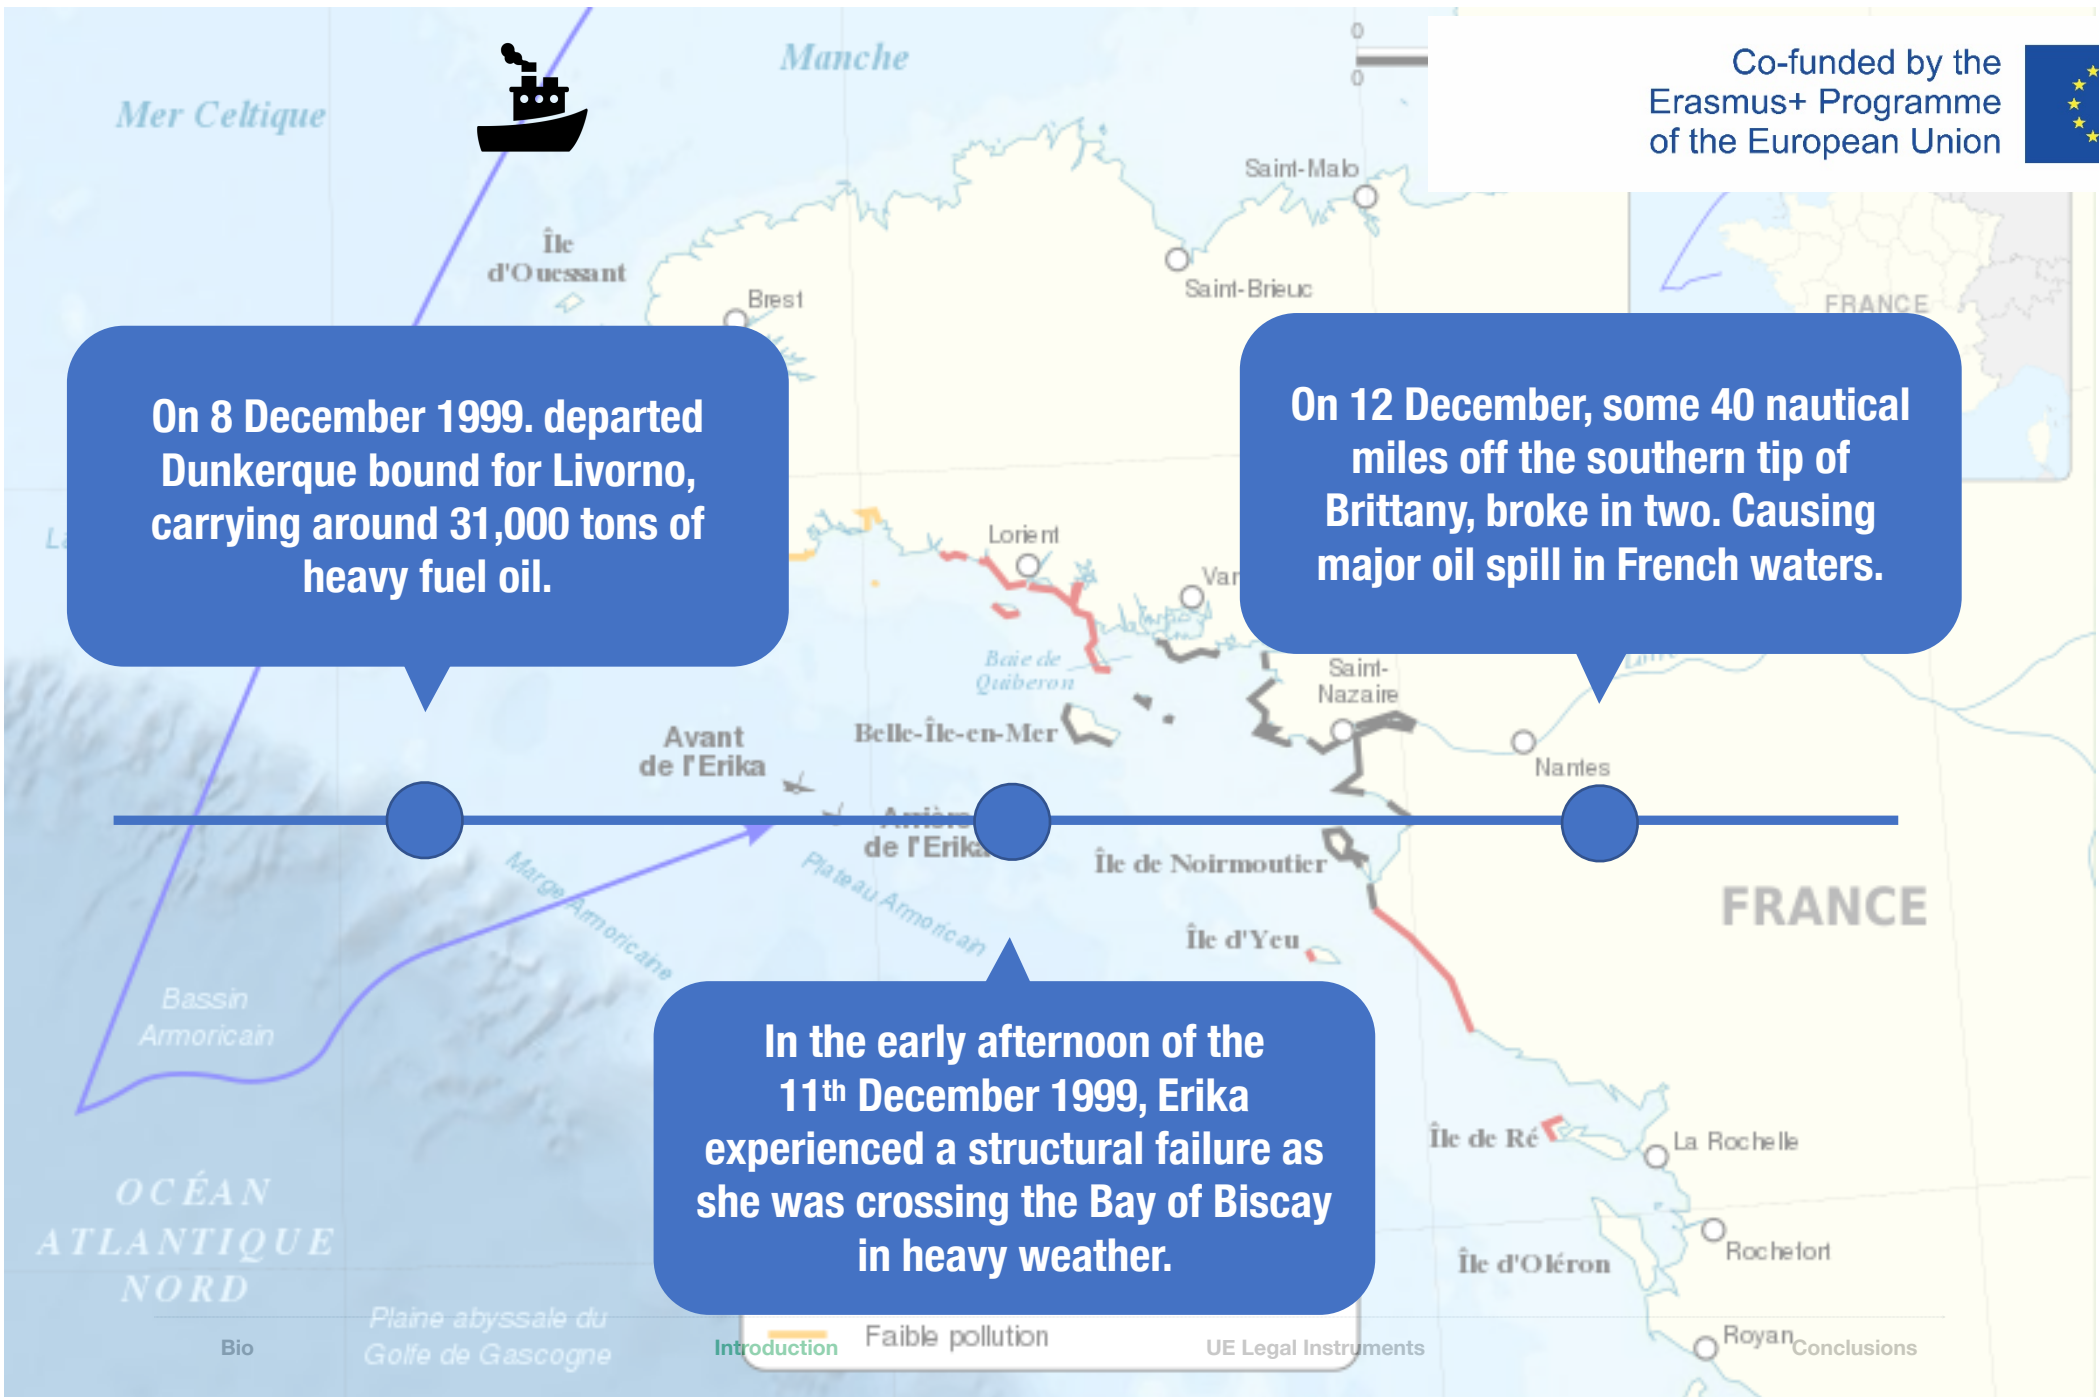 Manche
0
0
Mer Celtique
Co-funded by the
Erasmus+ Programme
of the European Union
Saint-Malo
Île
d'Ouessant
Saint-Brieuc
Brest
FRANCE
On 8 December 1999. departed
Dunkerque bound for Livorno,
carrying around 31,000 tons of
heavy fuel oil.
On 12 December, some 40 nautical
miles off the southern tip of
Brittany, broke in two. Causing
major oil spill in French waters.
Lorient
Baie de
Quiberon
Saint-
Nazaire
Avant
de l'Erika
Belle-Île-en-Mer
Nantes
Arrière
de l'Erika
Île de Noirmoutier
Marge Armoricaine
Plateau Armoricain
FRANCE
Île d'Yeu
Bassin
Armoricain
In the early afternoon of the
11th December 1999, Erika
experienced a structural failure as
she was crossing the Bay of Biscay
in heavy weather.
Île de Ré
La Rochelle
OCÉAN
ATLANTIQUE
NORD
Rochefort
Île d'Oléron
Plaine abyssale du
Golfe de Gascogne
Faible pollution
Royan
Bio
Introduction
UE Legal Instruments
Conclusions